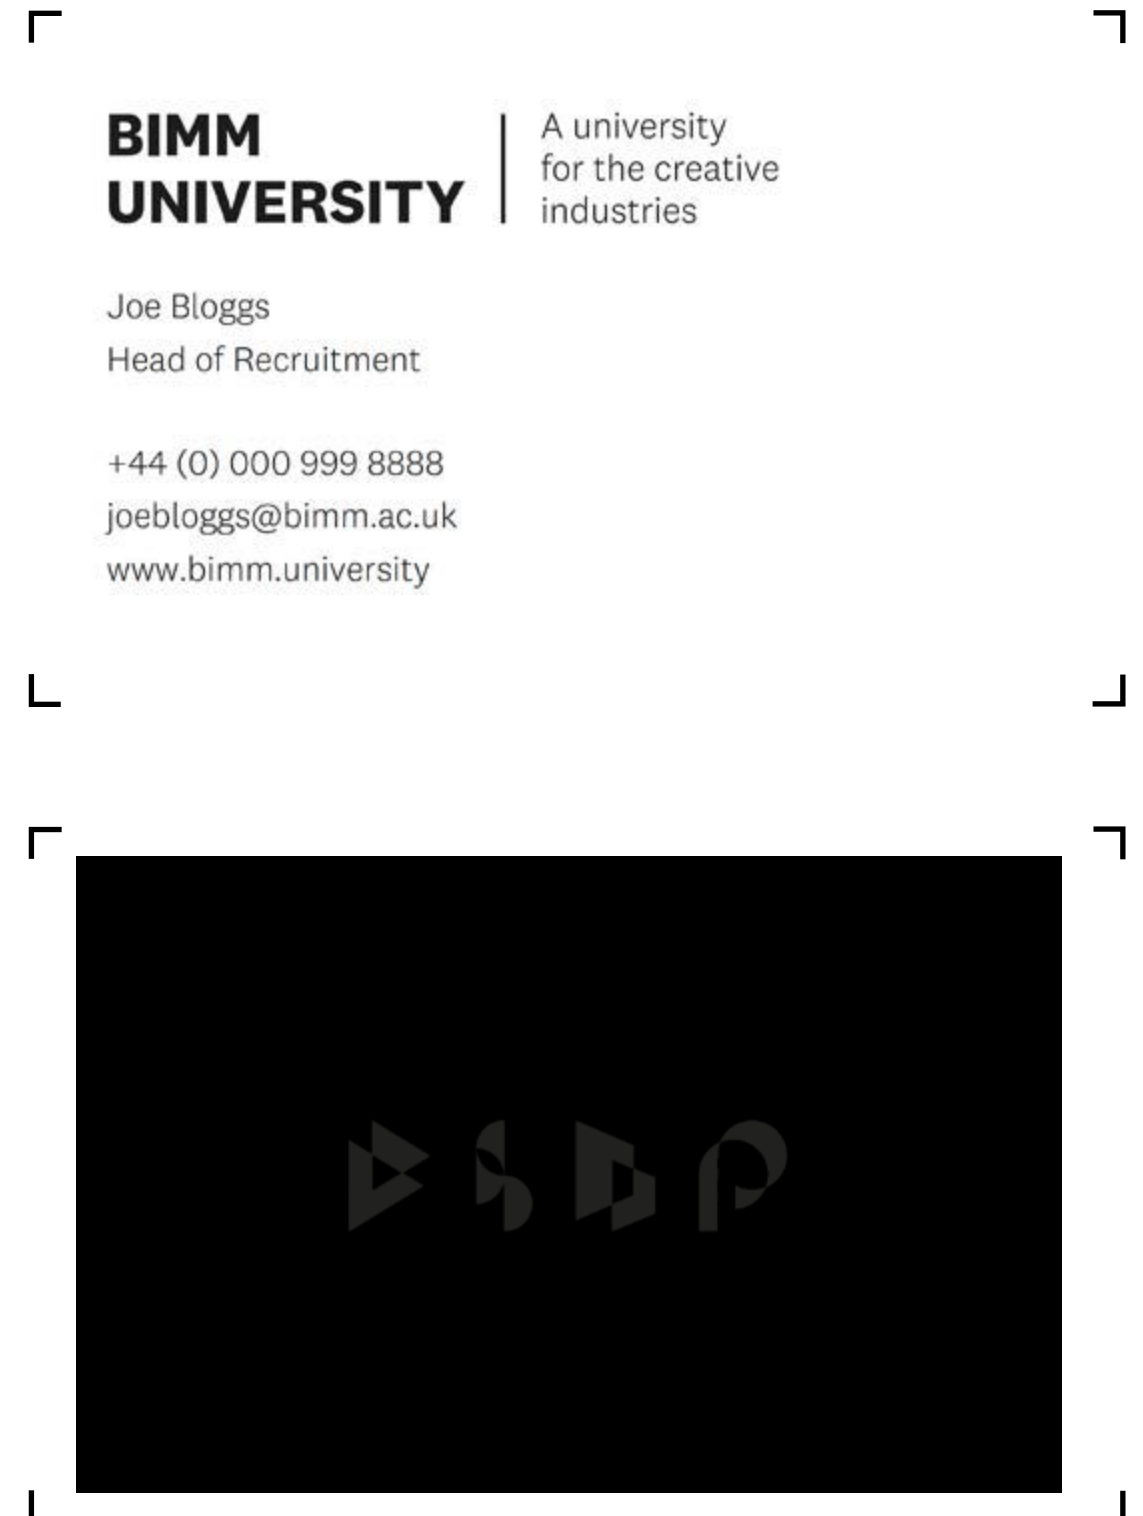 BIMM
UNIVERSITY
A university
for the creative
industries
Joe Bloggs
Head of Recruitment
+44 (0) 000 999 8888
joebloggs@bimm.ac.uk
www.bimm.university